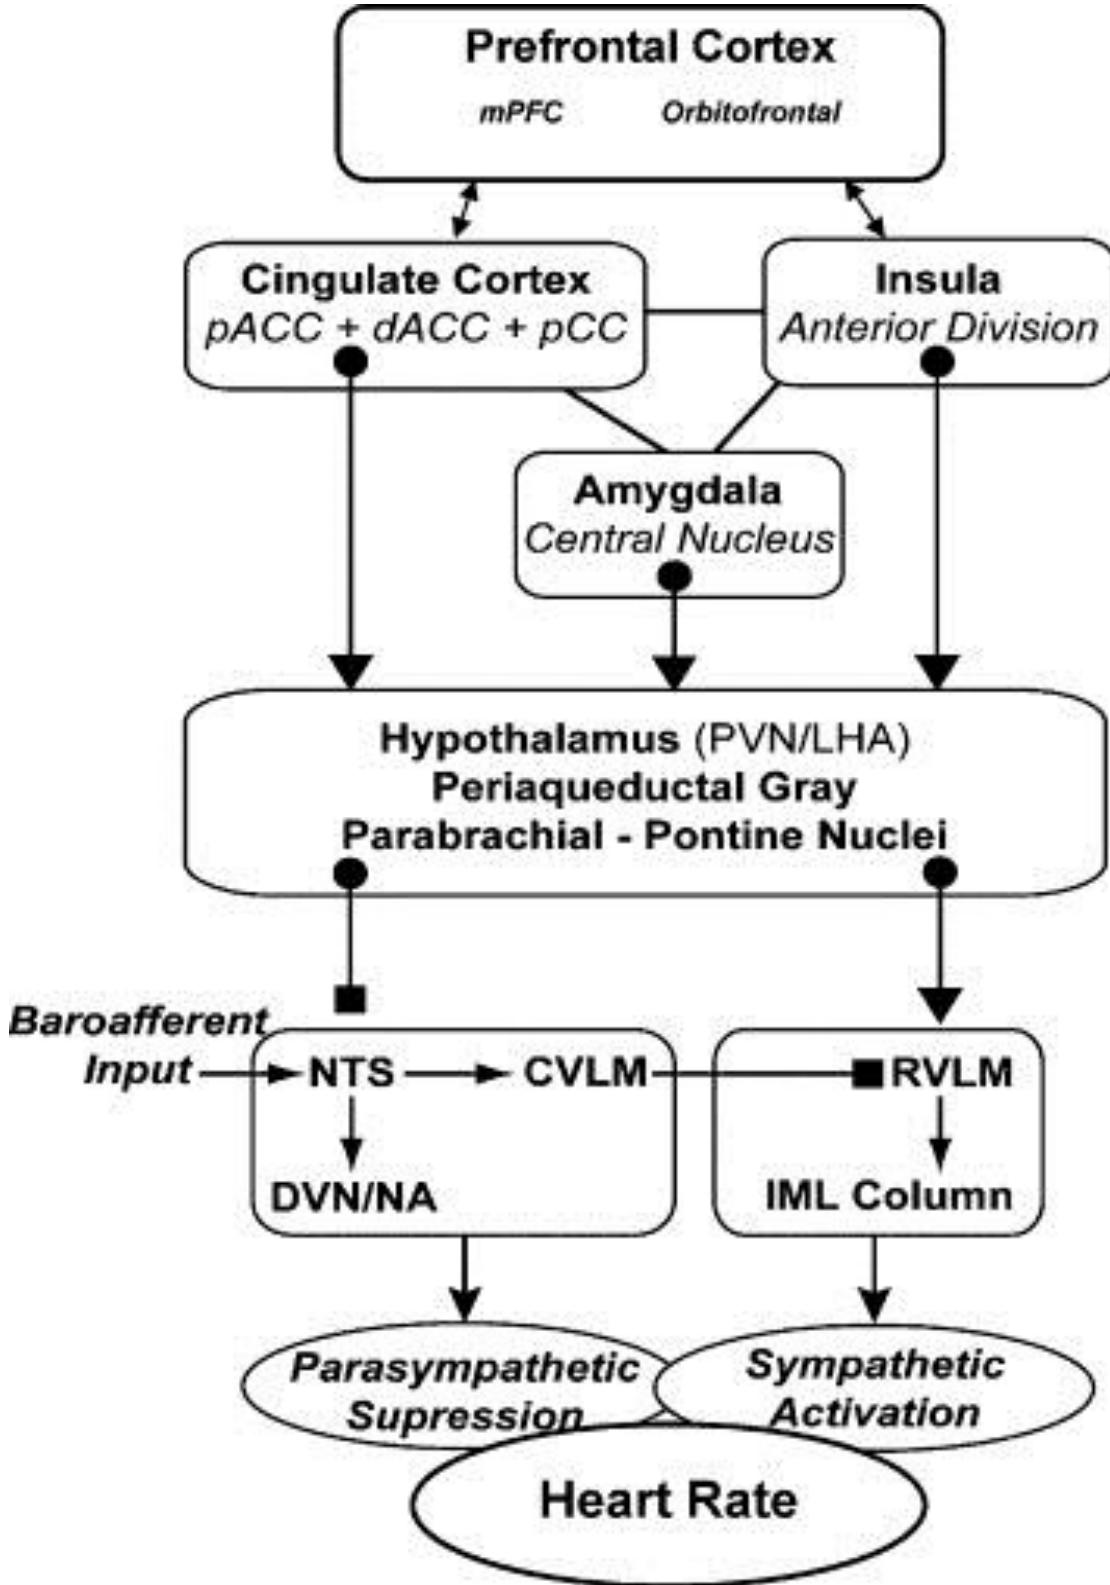 Prefrontal Cortex
mPFC Orbitofrontal
Cingulate Cortex
pACC + dACC + pCC
Insula
Anterior Division
Amygdala
Central Nucleus
Hypothalamus (PVN/LHA)
Periaqueductal Gray
Parabrachial - Pontine Nuclei
Baroafferent
Input
NTS
CVLM
RVLM
DVN/NA
IML Column
Parasympathetic
Supression
Sympathetic
Activation
Heart Rate